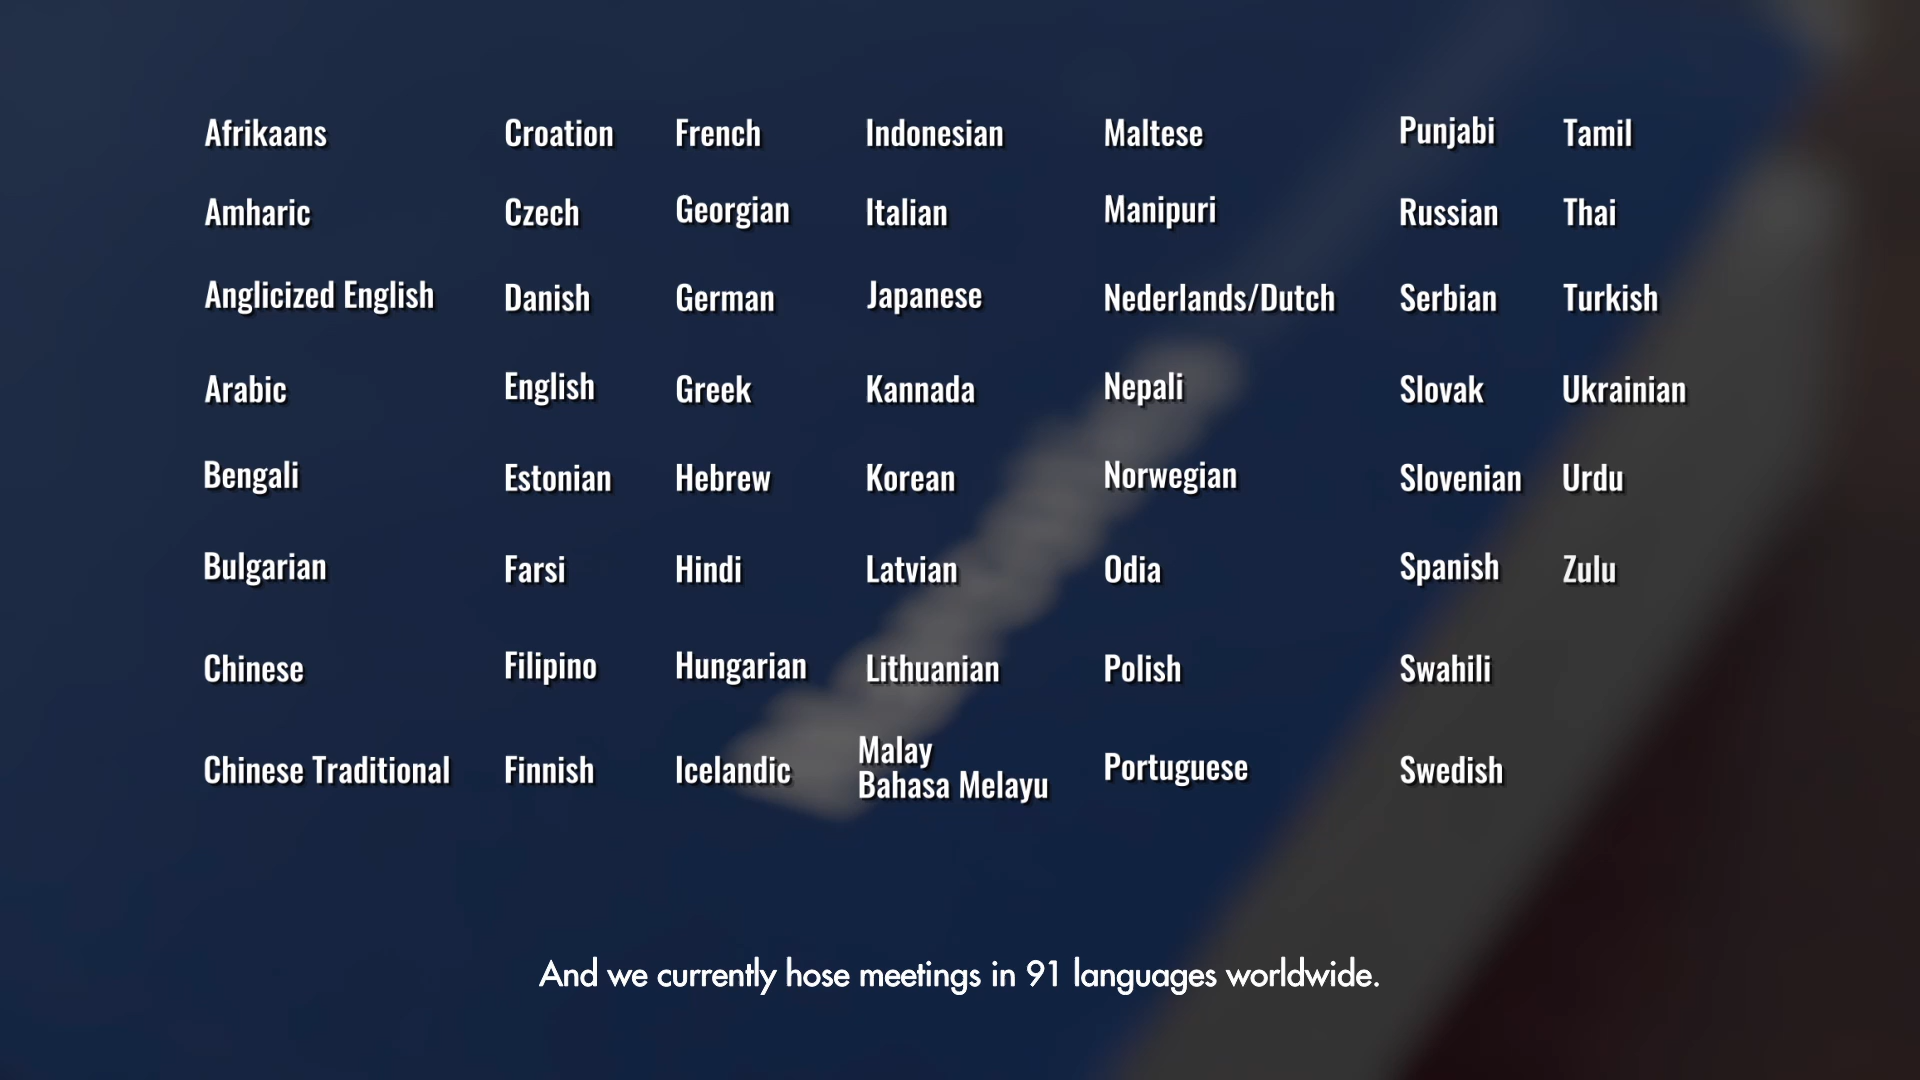 Afrikaans Croation French Indonesian Maltese Punjabi Tamil
Amharic Czech Georgian Italian Manipuri Russian Thai
Anglicized English Danish German Japanese Nederlands/Dutch Serbian Turkish
Arabic English Greek Kannada Nepali Slovak Ukrainian
Bengali Estonian Hebrew Korean Norwegian Slovenian Urdu
Bulgarian Farsi Hindi Latvian Odia Spanish Zulu
Chinese Filipino Hungarian Lithuanian Polish Swahili
Chinese Traditional Finnish Icelandic Malay Portuguese Swedish
Bahasa Melayu
And we currently hose meetings in 91 languages worldwide.